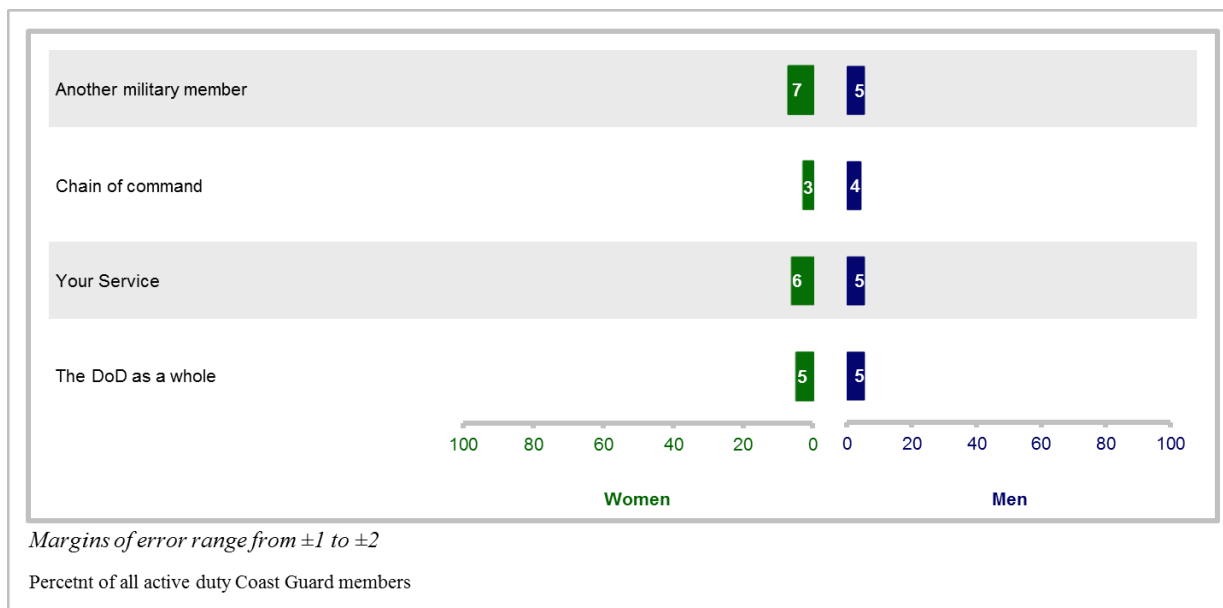 Another military member 7 5
Chain of command 3 4
Your Service 6 5
The DoD as a whole 5 5
100 80 60 40 20 0 0 20 40 60 80 100
Women Men
Margins of error range from ±1 to ±2
Percetnt of all active duty Coast Guard members